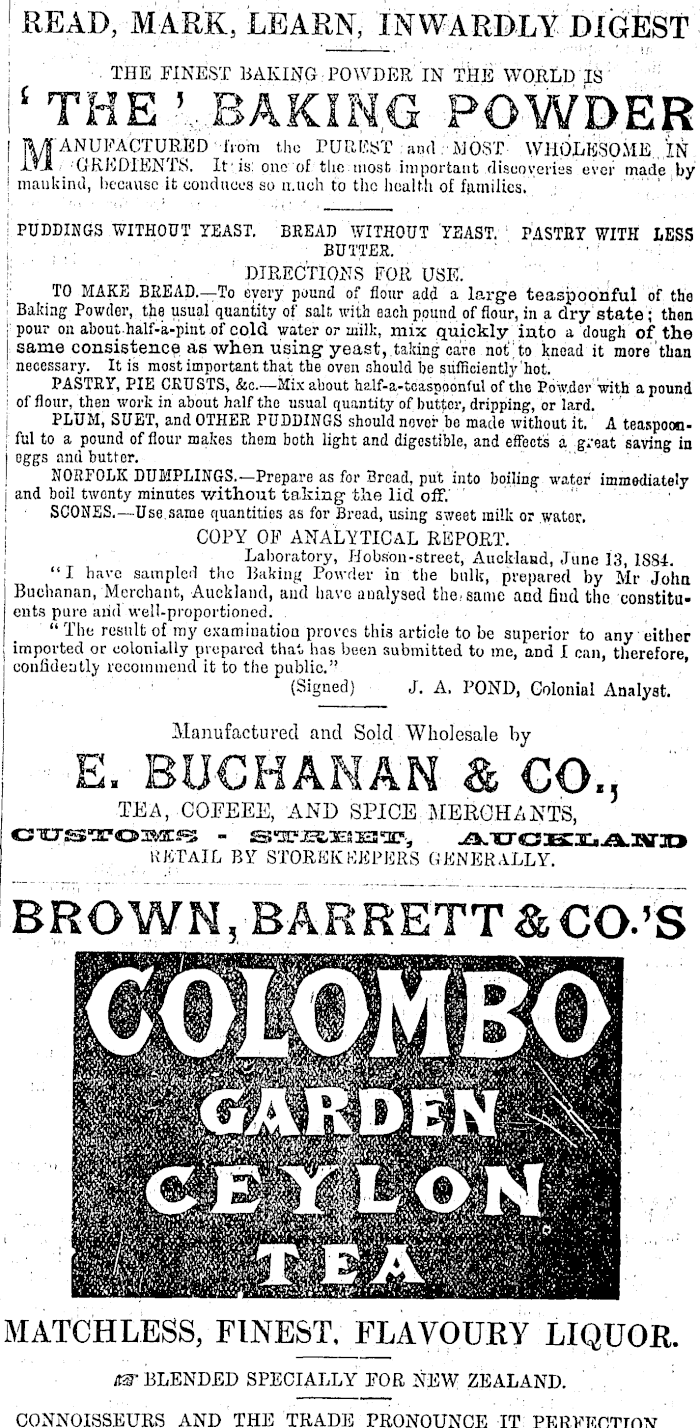 READ, MARK, LEARN, INWARDLY DIGEST
THE FINEST BAKING POWDER IN THE WORLD IS
‘THE’ BAKING POWDER
MANUFACTURED from the PUREST and MOST WHOLESOME IN
GREDIENTS. It is one of the most important discoveries ever made by
mankind, because it conduces so much to the health of families.
PUDDINGS WITHOUT YEAST. BREAD WITHOUT YEAST. PASTRY WITH LESS
BUTTER.
DIRECTIONS FOR USE.
TO MAKE BREAD.—To every pound of flour add a large teaspoonful of the
Baking Powder, the usual quantity of salt with each pound of flour, in a dry state; then
pour on about half-a-pint of cold water or milk, mix quickly into a dough of the
same consistence as when using yeast, taking care not to knead it more than
necessary. It is most important that the oven should be sufficiently hot.
PASTRY, PIE CRUSTS, &c.—Mix about half-a-teaspoonful of the Powder with a pound
of flour, then work in about half the usual quantity of butter, dripping, or lard.
PLUM, SUET, and OTHER PUDDINGS should never be made without it. A teaspoon-
ful to a pound of flour makes them both light and digestible, and effects a great saving in
eggs and butter.
NORFOLK DUMPLINGS.—Prepare as for Bread, put into boiling water immediately
and boil twenty minutes without taking the lid off.
SCONES.—Use same quantities as for Bread, using sweet milk or water.
COPY OF ANALYTICAL REPORT.
Laboratory, Hobson-street, Auckland, June 13, 1884.
“I have sampled the Baking Powder in the bulk, prepared by Mr John
Buchanan, Merchant, Auckland, and have analysed the same and find the constitu-
ents pure and well-proportioned.
“The result of my examination proves this article to be superior to any either
imported or colonially prepared that has been submitted to me, and I can, therefore,
confidently recommend it to the public.”
(Signed) J. A. POND, Colonial Analyst.
Manufactured and Sold Wholesale by
E. BUCHANAN & CO.,
TEA, COFEEE, AND SPICE MERCHANTS,
CUSTOMS - STREET, AUCKLAND
RETAIL BY STOREKEEPERS GENERALLY.
BROWN, BARRETT & CO.'S
COLOMBO
GARDEN
CEYLON
TEA
MATCHLESS, FINEST, FLAVOURY LIQUOR.
☞ BLENDED SPECIALLY FOR NEW ZEALAND.
CONNOISSEURS AND THE TRADE PRONOUNCE IT PERFECTION